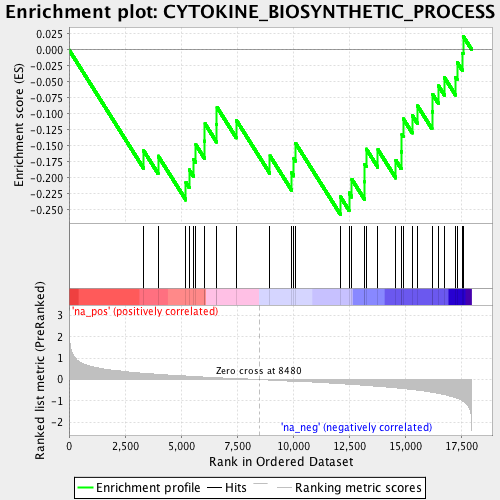 Enrichment plot: CYTOKINE_BIOSYNTHETIC_PROCESS
Enrichment score (ES)
0.025
0.000
-0.025
-0.050
-0.075
-0.100
-0.125
-0.150
-0.175
-0.200
-0.225
-0.250
'na_pos' (positively correlated)
Ranked list metric (PreRanked)
3
2
1
0
-1
-2
Zero cross at 8480
'na_neg' (negatively correlated)
0
2,500
5,000
7,500
10,000
12,500
15,000
17,500
Rank in Ordered Dataset
Enrichment profile
Hits
Ranking metric scores